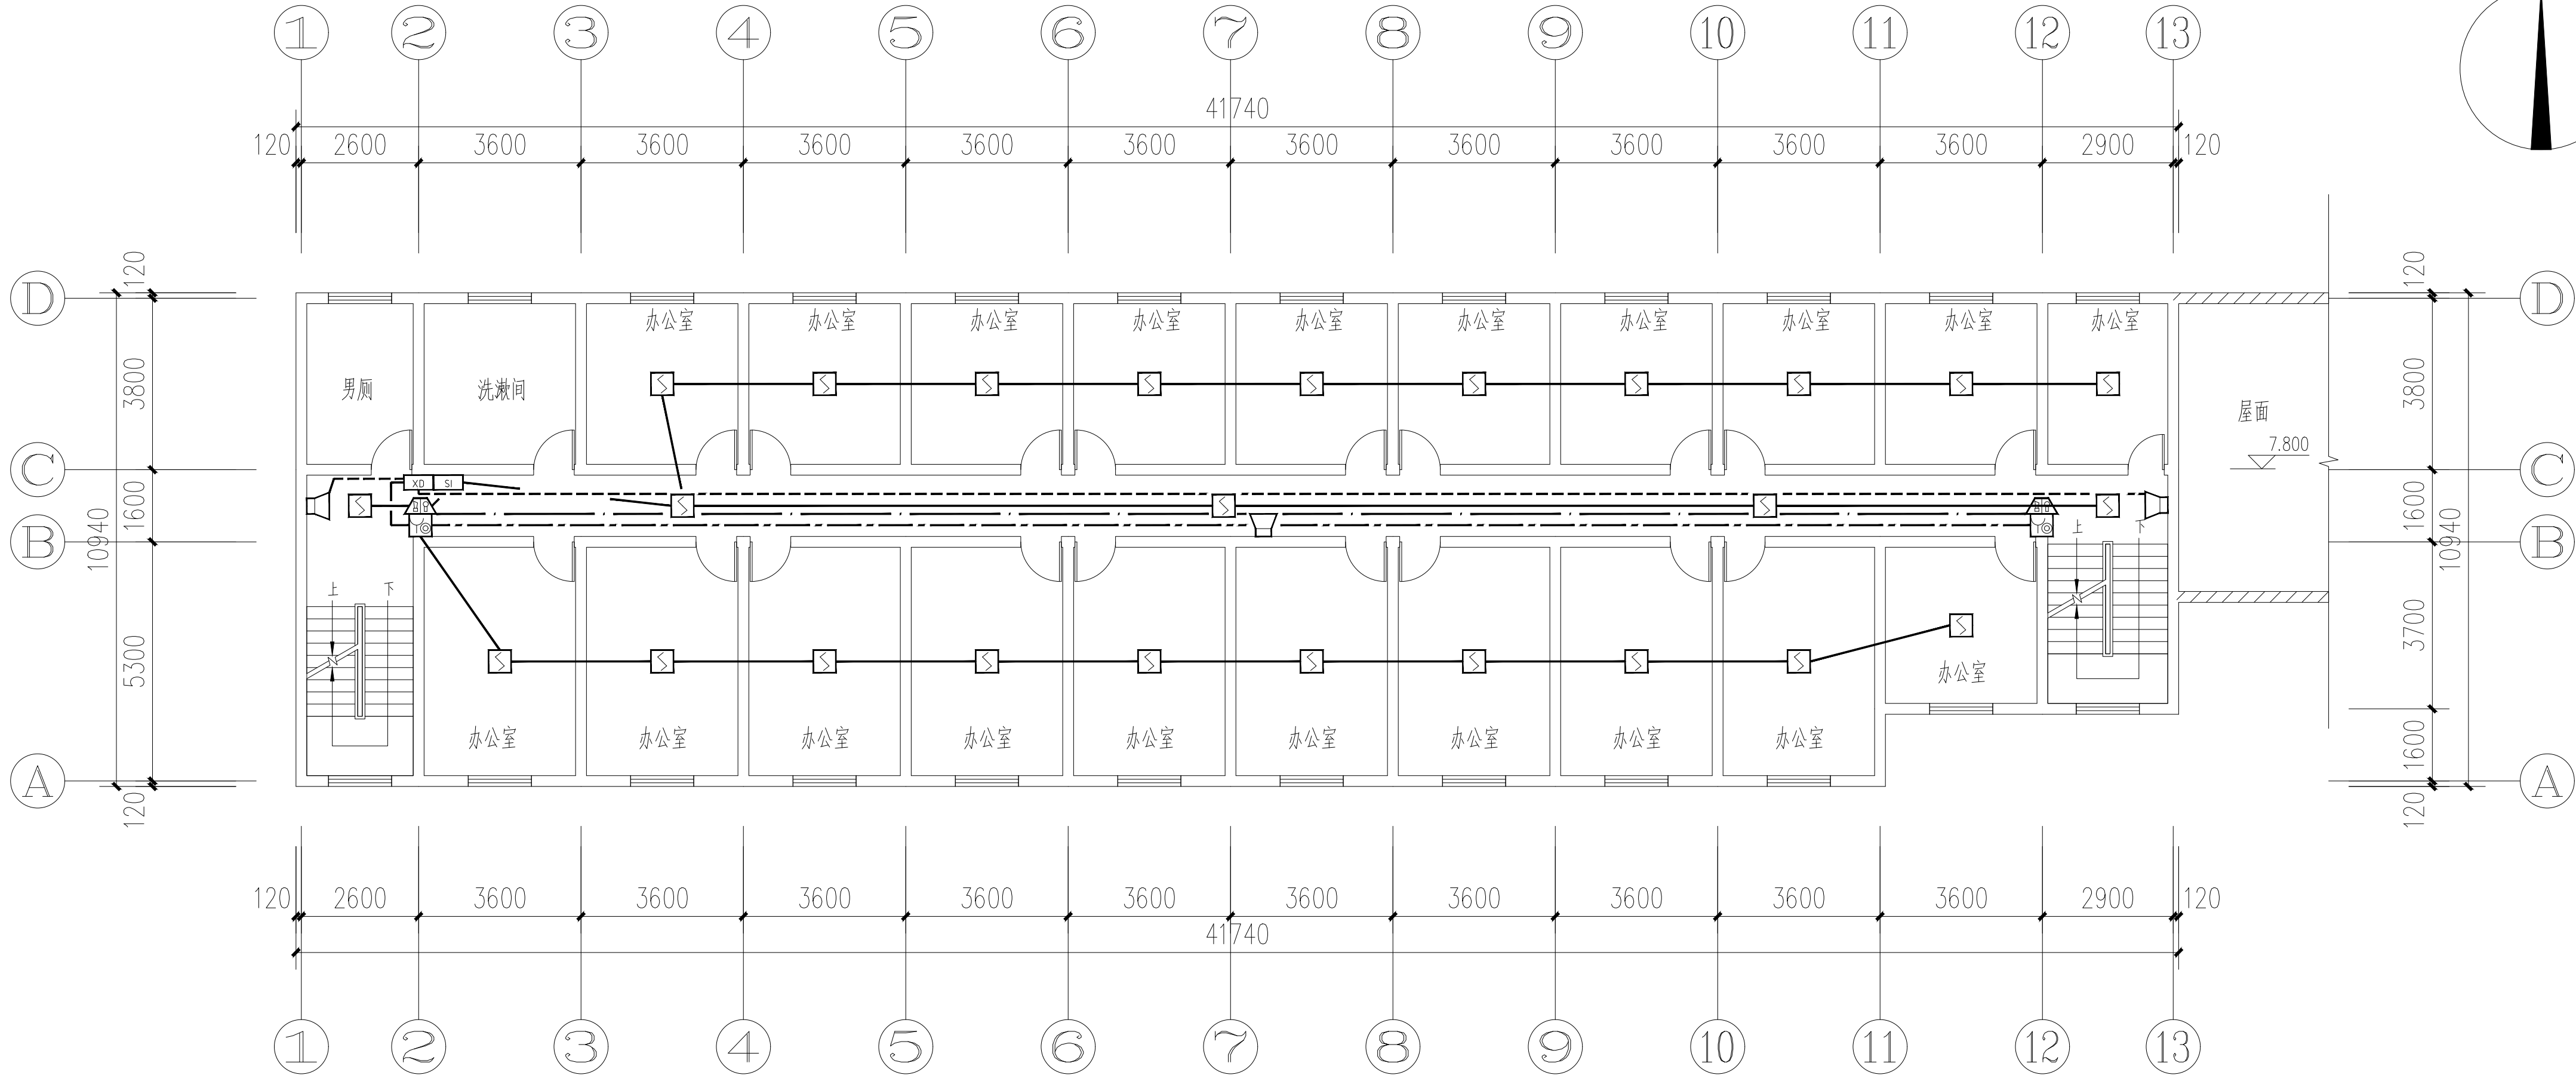 1 2 3 4 5 6 7 8 9 10 11 12 13
41740
120 2600 3600 3600 3600 3600 3600 3600 3600 3600 3600 3600 2900 120
D 120 120 D
办公室 办公室 办公室 办公室 办公室 办公室 办公室 办公室 办公室 办公室
3800 男厕 洗漱间 屋面 3800
7.800
C XD SI C
10940 1600 1600 10940
B 上 下 B
上 下
5300 3700
办公室
办公室 办公室 办公室 办公室 办公室 办公室 办公室 办公室 办公室
1600
A 120 120 A
120 2600 3600 3600 3600 3600 3600 3600 3600 3600 3600 3600 2900 120
41740
1 2 3 4 5 6 7 8 9 10 11 12 13